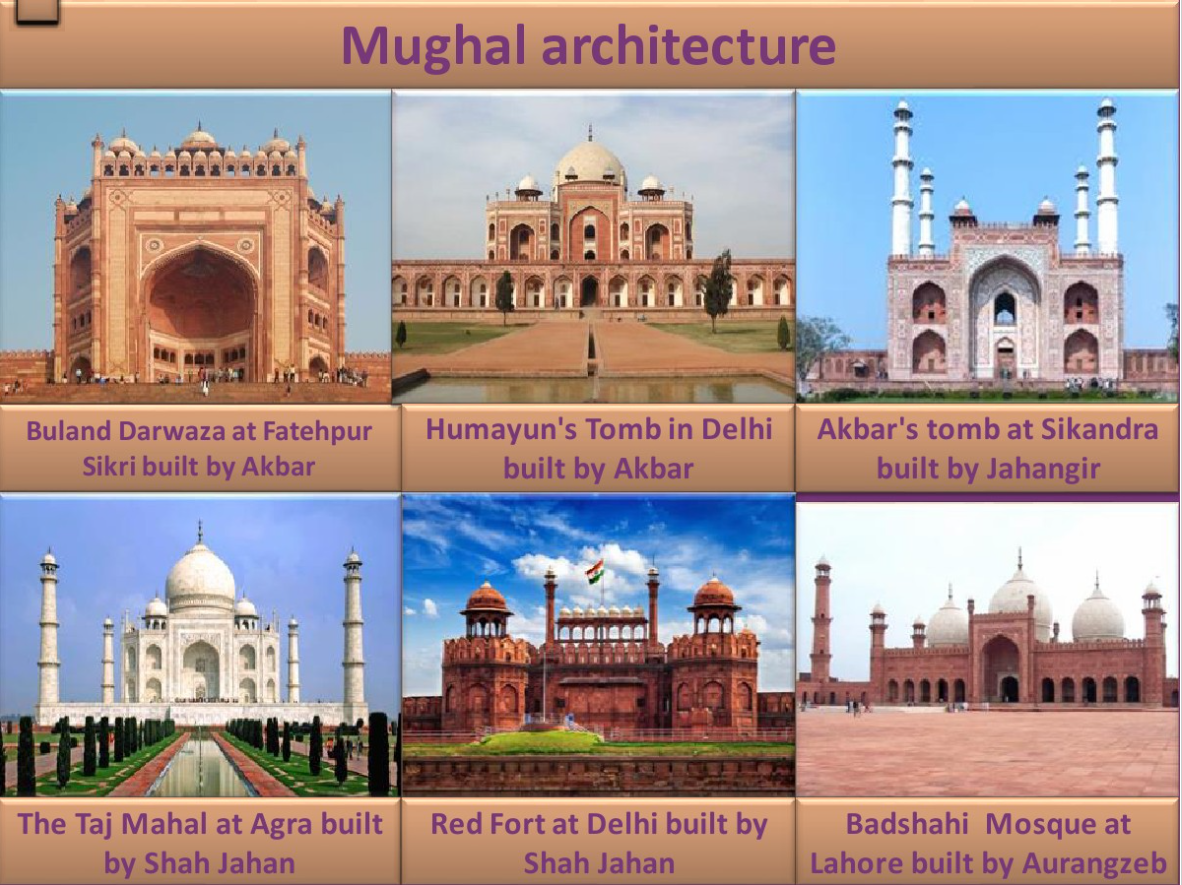 Mughal architecture
Buland Darwaza at Fatehpur
Sikri built by Akbar
Humayun's Tomb in Delhi
built by Akbar
Akbar's tomb at Sikandra
built by Jahangir
The Taj Mahal at Agra built
by Shah Jahan
Red Fort at Delhi built by
Shah Jahan
Badshahi  Mosque at
Lahore built by Aurangzeb